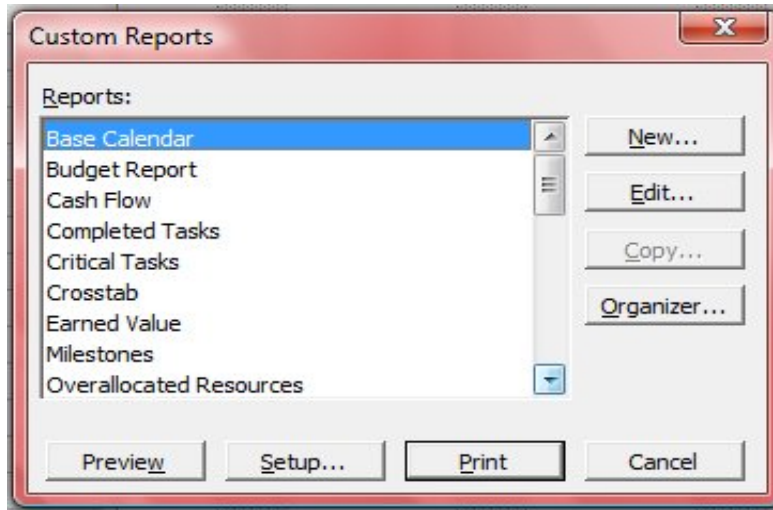 Custom Reports
Reports:
Base Calendar
Budget Report
Cash Flow
Completed Tasks
Critical Tasks
Crosstab
Earned Value
Milestones
Overallocated Resources
New...
Edit...
Copy...
Organizer...
Preview
Setup...
Print
Cancel